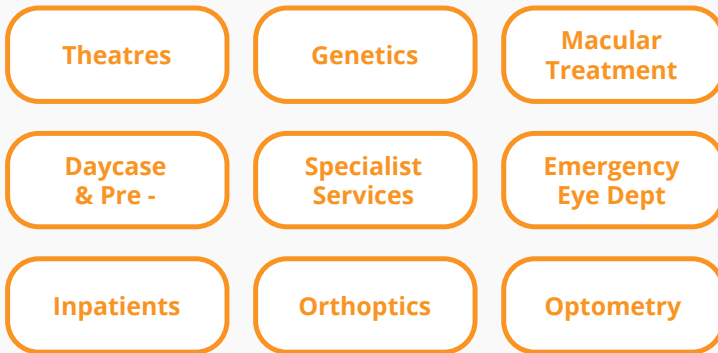 Theatres
Genetics
Macular
Treatment
Daycase
& Pre -
Specialist
Services
Emergency
Eye Dept
Inpatients
Orthoptics
Optometry